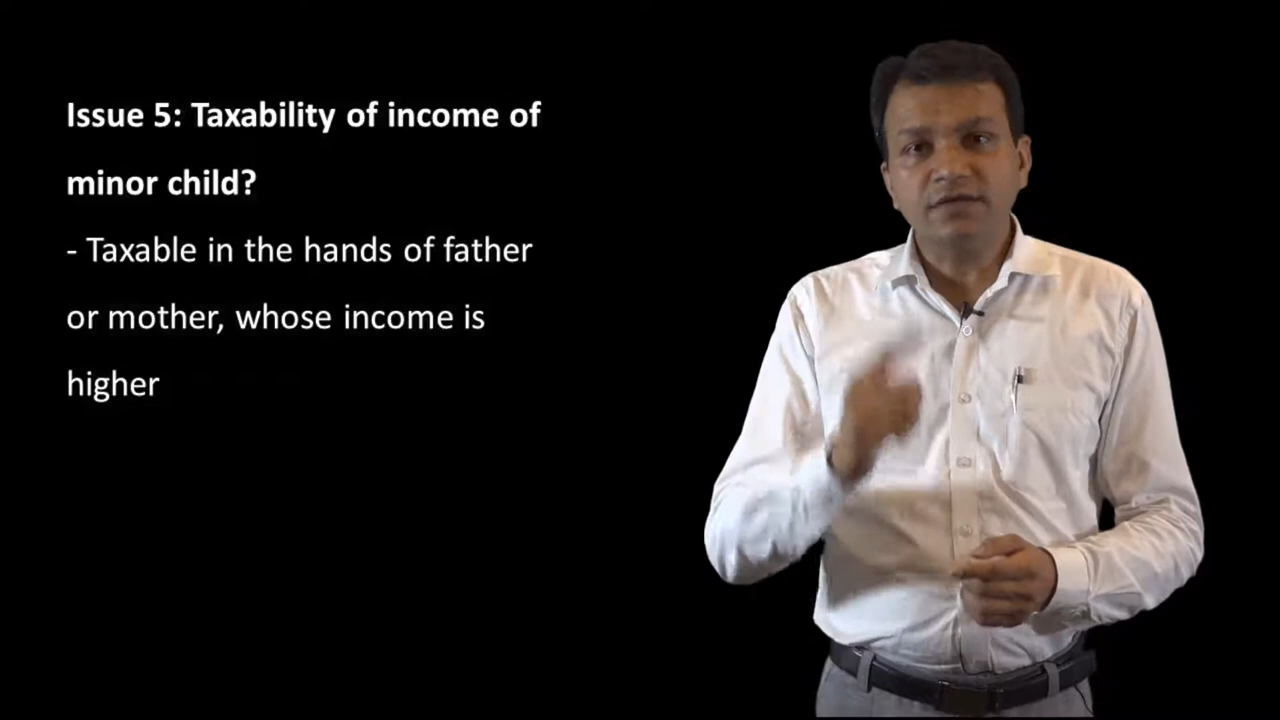 Issue 5: Taxability of income of
minor child?
- Taxable in the hands of father
or mother, whose income is
higher